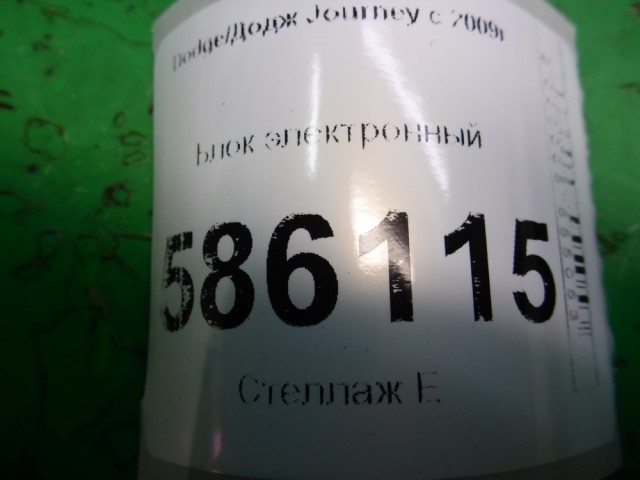 Dodge/Додж Journey с 2009г
Блок электронный
586115
Стеллаж Е